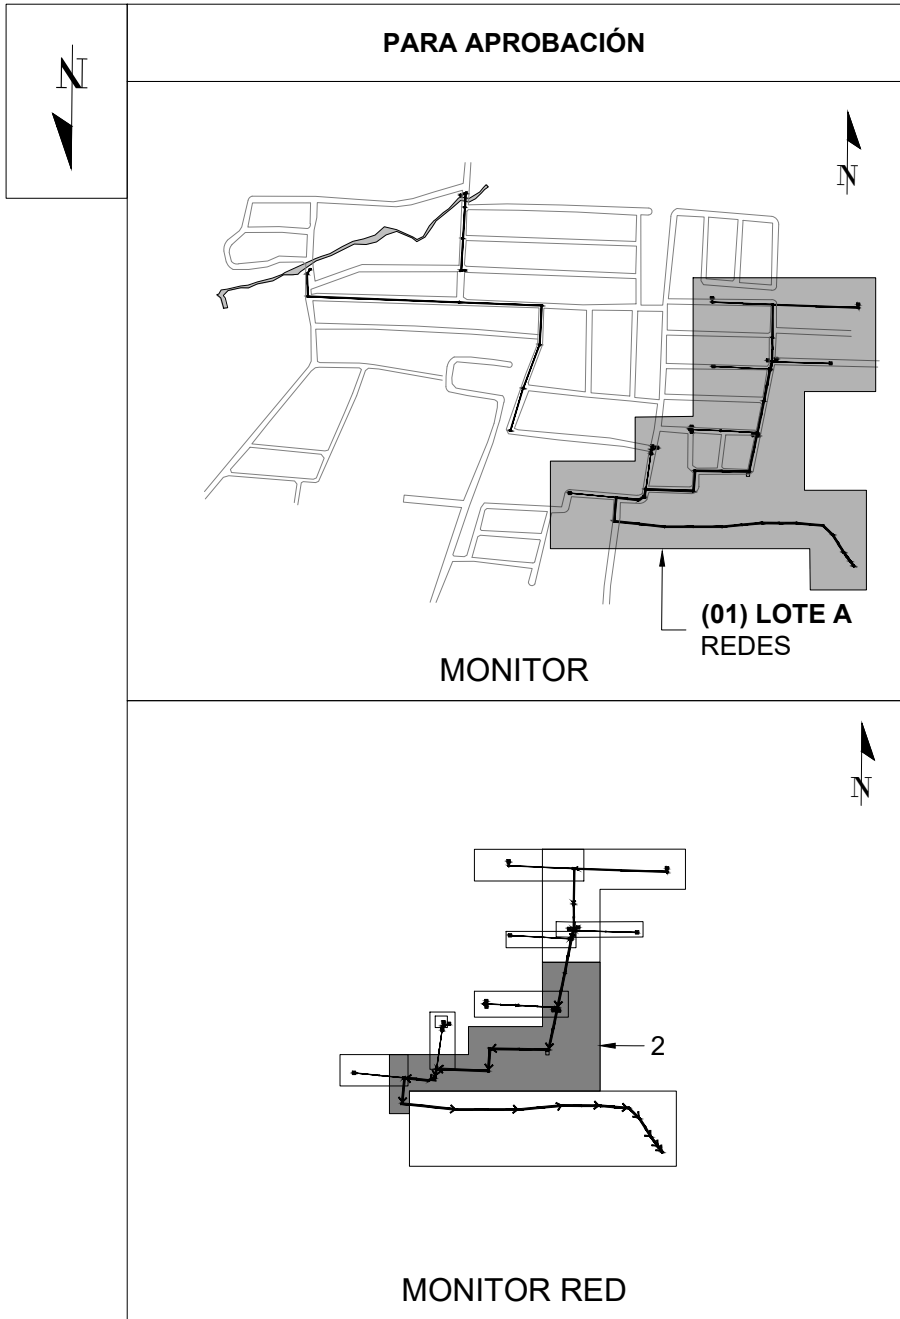 N
PARA APROBACIÓN
N
(01) LOTE A
REDES
MONITOR
N
2
MONITOR RED